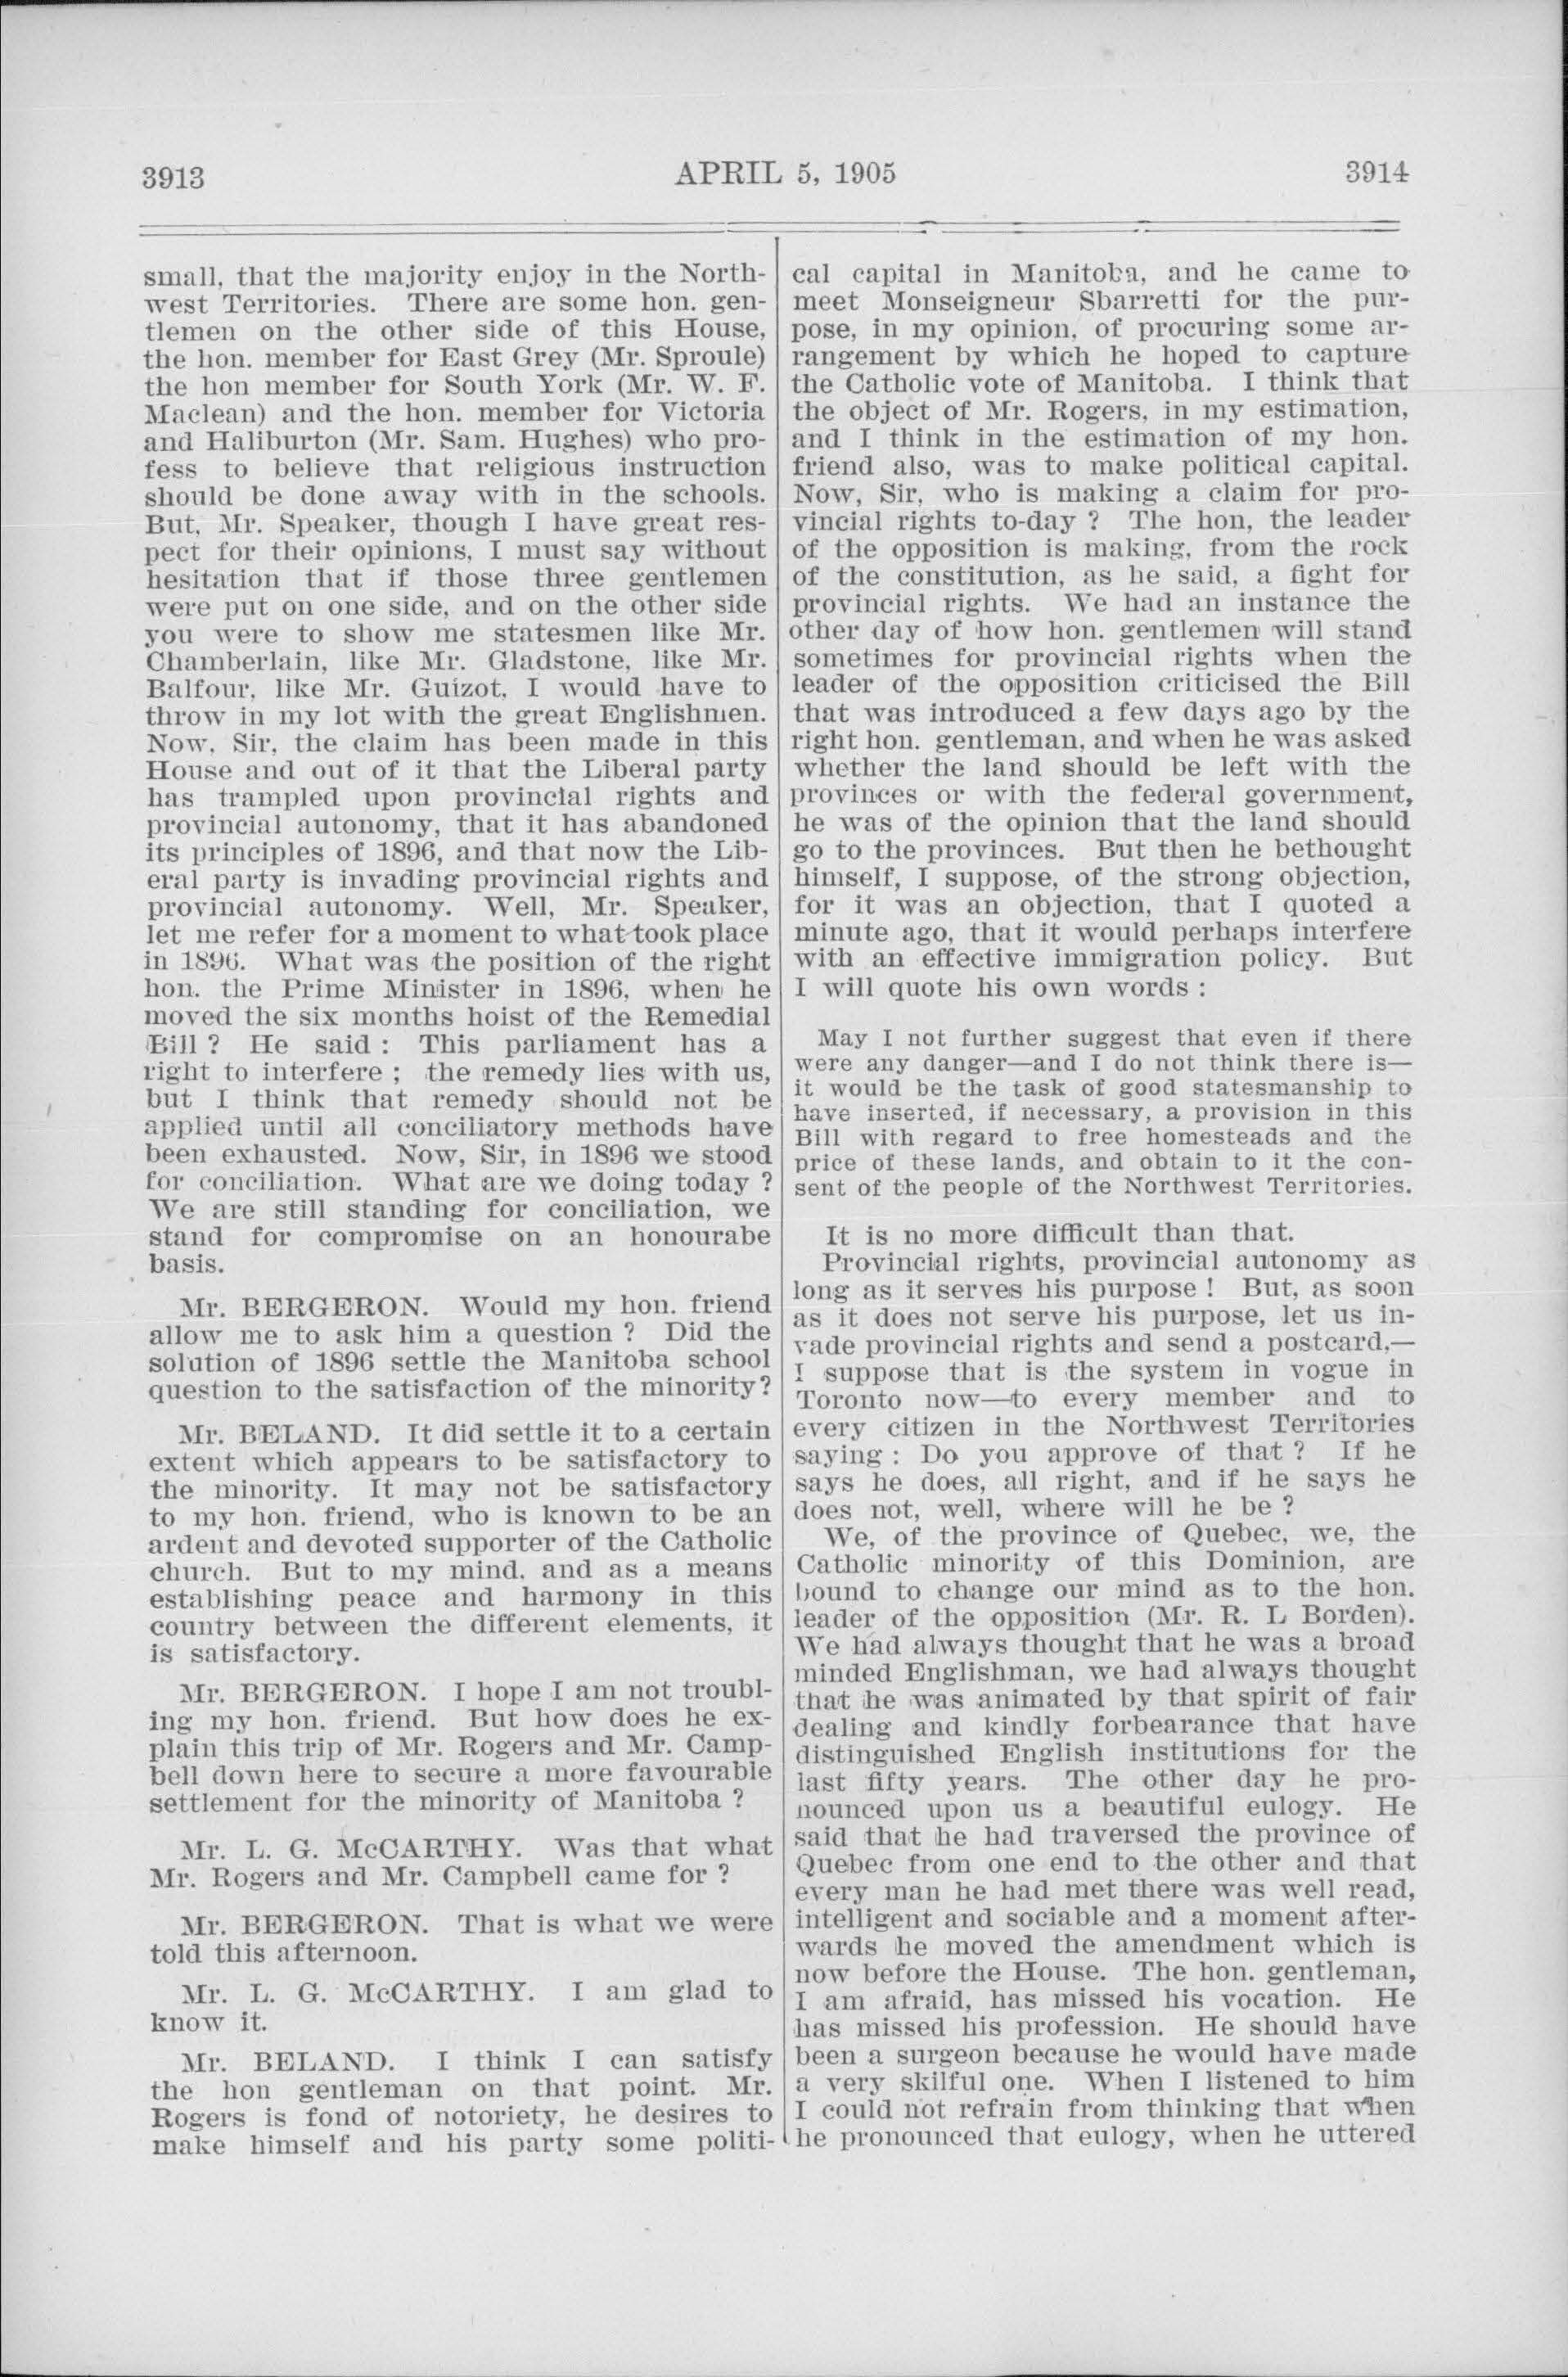 3913
APRIL 5, 1905
3914
small, that the majority enjoy in the North-
west Territories. There are some hon. gen-
tlemen on the other side of this House,
the hon. member for East Grey (Mr. Sproule)
the hon member for South York (Mr. W. F.
Maclean) and the hon. member for Victoria
and Haliburton (Mr. Sam. Hughes) who pro-
fess to believe that religious instruction
should be done away with in the schools.
But, Mr. Speaker, though I have great res-
pect for their opinions, I must say without
hesitation that if those three gentlemen
were put on one side, and on the other side
you were to show me statesmen like Mr.
Chamberlain, like Mr. Gladstone, like Mr.
Balfour, like Mr. Guizot, I would have to
throw in my lot with the great Englishmen.
Now, Sir, the claim has been made in this
House and out of it that the Liberal party
has trampled upon provincial rights and
provincial autonomy, that it has abandoned
its principles of 1896, and that now the Lib-
eral party is invading provincial rights and
provincial autonomy. Well, Mr. Speaker,
let me refer for a moment to what took place
in 1896. What was the position of the right
hon. the Prime Minister in 1896, when he
moved the six months hoist of the Remedial
Bill ? He said : This parliament has a
right to interfere ; the remedy lies with us,
but I think that remedy should not be
applied until all conciliatory methods have
been exhausted. Now, Sir, in 1896 we stood
for conciliation. What are we doing today ?
We are still standing for conciliation, we
stand for compromise on an honourabe
basis.
Mr. BERGERON. Would my hon. friend
allow me to ask him a question ? Did the
solution of 1896 settle the Manitoba school
question to the satisfaction of the minority?
Mr. BELAND. It did settle it to a certain
extent which appears to be satisfactory to
the minority. It may not be satisfactory
to my hon. friend, who is known to be an
ardent and devoted supporter of the Catholic
church. But to my mind, and as a means
establishing peace and harmony in this
country between the different elements, it
is satisfactory.
Mr. BERGERON. I hope I am not troubl-
ing my hon. friend. But how does he ex-
plain this trip of Mr. Rogers and Mr. Camp-
bell down here to secure a more favourable
settlement for the minority of Manitoba ?
Mr. L. G. McCARTHY. Was that what
Mr. Rogers and Mr. Campbell came for ?
Mr. BERGERON. That is what we were
told this afternoon.
Mr. L. G. McCARTHY. I am glad to
know it.
Mr. BELAND. I think I can satisfy
the hon gentleman on that point. Mr.
Rogers is fond of notoriety, he desires to
make himself and his party some politi-
cal capital in Manitoba, and he came to
meet Monseigneur Sbarretti for the pur-
pose, in my opinion, of procuring some ar-
rangement by which he hoped to capture
the Catholic vote of Manitoba. I think that
the object of Mr. Rogers, in my estimation,
and I think in the estimation of my hon.
friend also, was to make political capital.
Now, Sir, who is making a claim for pro-
vincial rights to-day ? The hon, the leader
of the opposition is making, from the rock
of the constitution, as he said, a fight for
provincial rights. We had an instance the
other day of how hon. gentlemen will stand
sometimes for provincial rights when the
leader of the opposition criticised the Bill
that was introduced a few days ago by the
right hon. gentleman, and when he was asked
whether the land should be left with the
provinces or with the federal government,
he was of the opinion that the land should
go to the provinces. But then he bethought
himself, I suppose, of the strong objection,
for it was an objection, that I quoted a
minute ago, that it would perhaps interfere
with an effective immigration policy. But
I will quote his own words :
May I not further suggest that even if there
were any danger—and I do not think there is—
it would be the task of good statesmanship to
have inserted, if necessary, a provision in this
Bill with regard to free homesteads and the
price of these lands, and obtain to it the con-
sent of the people of the Northwest Territories.
It is no more difficult than that.
Provincial rights, provincial autonomy as
long as it serves his purpose ! But, as soon
as it does not serve his purpose, let us in-
vade provincial rights and send a postcard,—
I suppose that is the system in vogue in
Toronto now—to every member and to
every citizen in the Northwest Territories
saying : Do you approve of that ? If he
says he does, all right, and if he says he
does not, well, where will he be ?
We, of the province of Quebec, we, the
Catholic minority of this Dominion, are
bound to change our mind as to the hon.
leader of the opposition (Mr. R. L Borden).
We had always thought that he was a broad
minded Englishman, we had always thought
that he was animated by that spirit of fair
dealing and kindly forbearance that have
distinguished English institutions for the
last fifty years. The other day he pro-
nounced upon us a beautiful eulogy. He
said that he had traversed the province of
Quebec from one end to the other and that
every man he had met there was well read,
intelligent and sociable and a moment after-
wards he moved the amendment which is
now before the House. The hon. gentleman,
I am afraid, has missed his vocation. He
has missed his profession. He should have
been a surgeon because he would have made
a very skilful one. When I listened to him
I could not refrain from thinking that when
he pronounced that eulogy, when he uttered